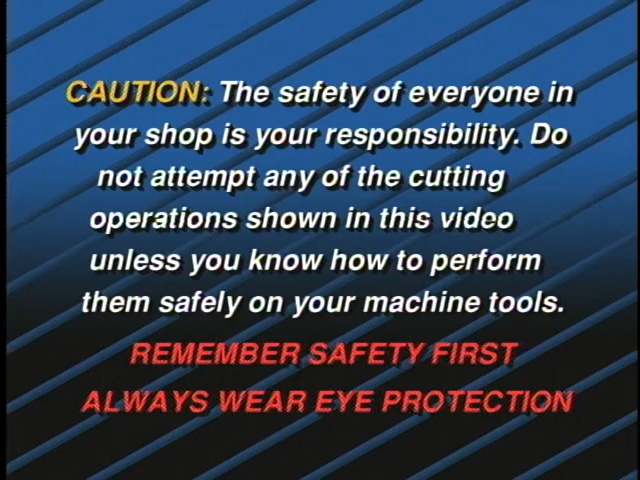 CAUTION: The safety of everyone in
your shop is your responsibility. Do
not attempt any of the cutting
operations shown in this video
unless you know how to perform
them safely on your machine tools.
REMEMBER SAFETY FIRST
ALWAYS WEAR EYE PROTECTION